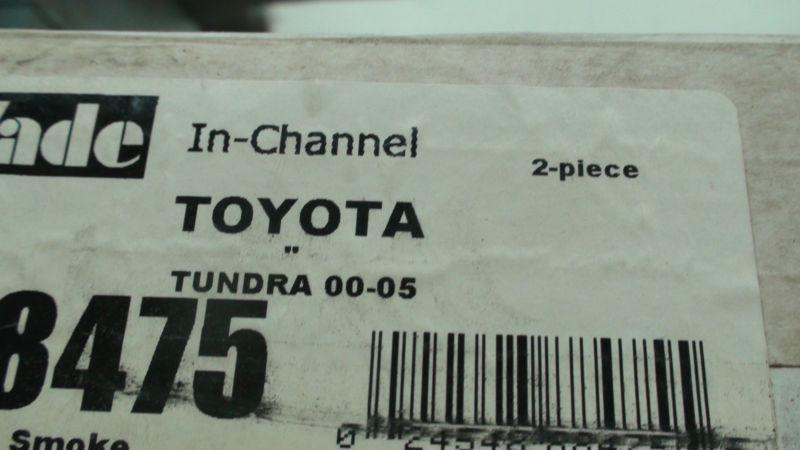 In-Channel
2-piece
TOYOTA
"
TUNDRA 00-05
8475
Smoke